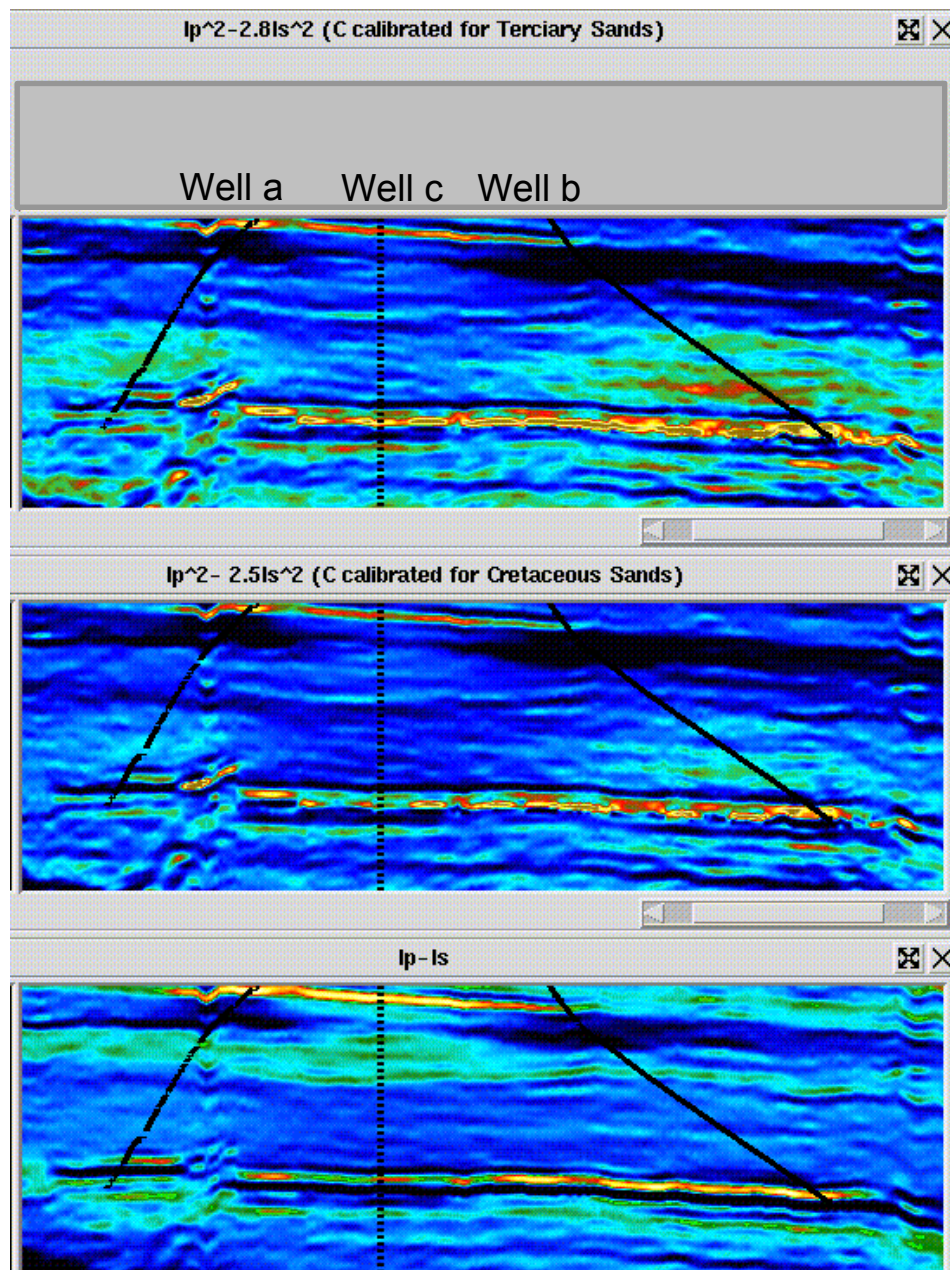 Ip^2-2.8Is^2 (C calibrated for Terciary Sands)
Well a Well c Well b
Ip^2- 2.5Is^2 (C calibrated for Cretaceous Sands)
Ip-Is